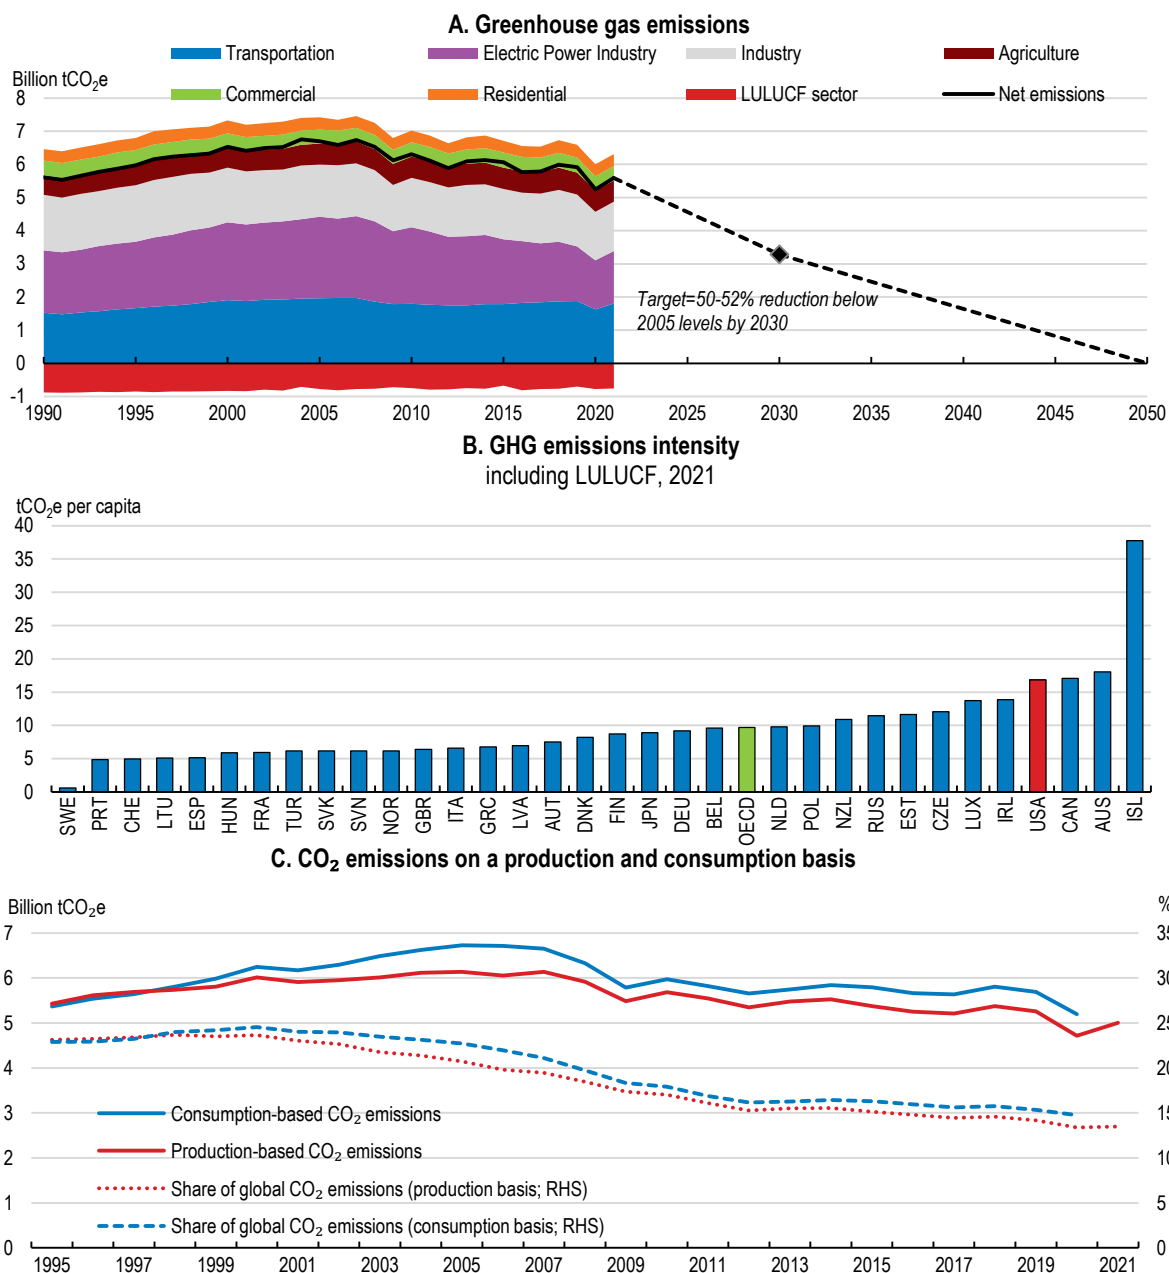 A. Greenhouse gas emissions
Transportation
Electric Power Industry
Industry
Agriculture
Billion tCO₂e
Commercial
Residential
LULUCF sector
Net emissions
8
7
6
5
4
3
2
1
0
-1
Target=50-52% reduction below
2005 levels by 2030
1990 1995 2000 2005 2010 2015 2020 2025 2030 2035 2040 2045 2050
B. GHG emissions intensity
including LULUCF, 2021
tCO₂e per capita
40
35
30
25
20
15
10
5
0
SWE PRT CHE LTU ESP HUN FRA TUR SVK SVN NOR GBR ITA GRC LVA AUT DNK FIN JPN DEU BEL OECD NLD POL NZL RUS EST CZE LUX IRL USA CAN AUS ISL
C. CO₂ emissions on a production and consumption basis
Billion tCO₂e %
7 35
6 30
5 25
4 20
3 15
2 10
1 5
0 0
Consumption-based CO₂ emissions
Production-based CO₂ emissions
Share of global CO₂ emissions (production basis; RHS)
Share of global CO₂ emissions (consumption basis; RHS)
1995 1997 1999 2001 2003 2005 2007 2009 2011 2013 2015 2017 2019 2021